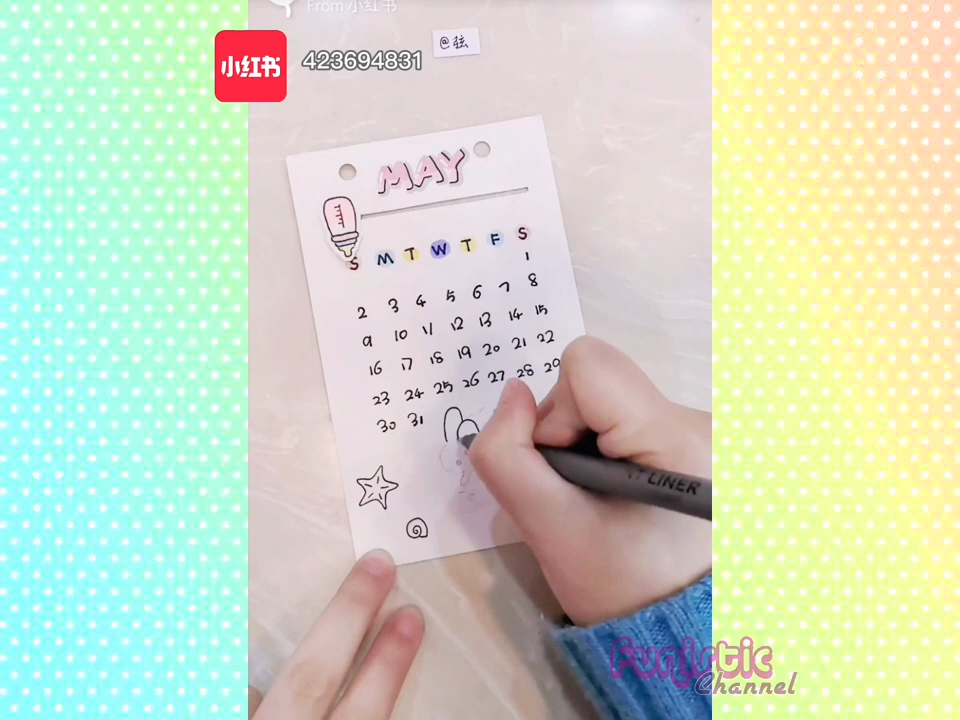 From 小红书
小红书
423694831
@弦
MAY
S M T W T F S
1
2 3 4 5 6 7 8
9 10 11 12 13 14 15
16 17 18 19 20 21 22
23 24 25 26 27 28 29
30 31
LINER
Funjstic
Channel